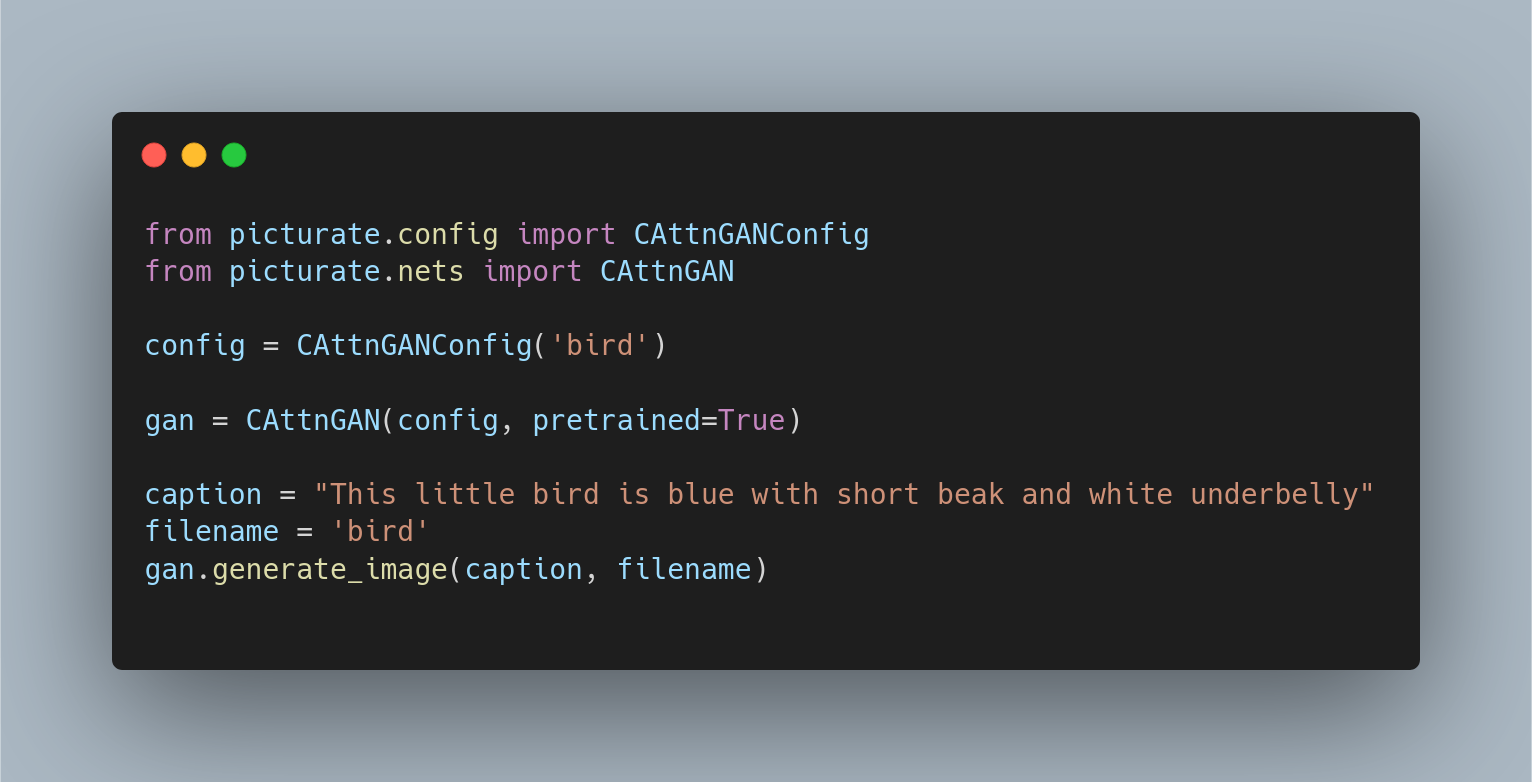 from picturate.config import CAttnGANConfig
from picturate.nets import CAttnGAN
config = CAttnGANConfig('bird')
gan = CAttnGAN(config, pretrained=True)
caption = "This little bird is blue with short beak and white underbelly"
filename = 'bird'
gan.generate_image(caption, filename)